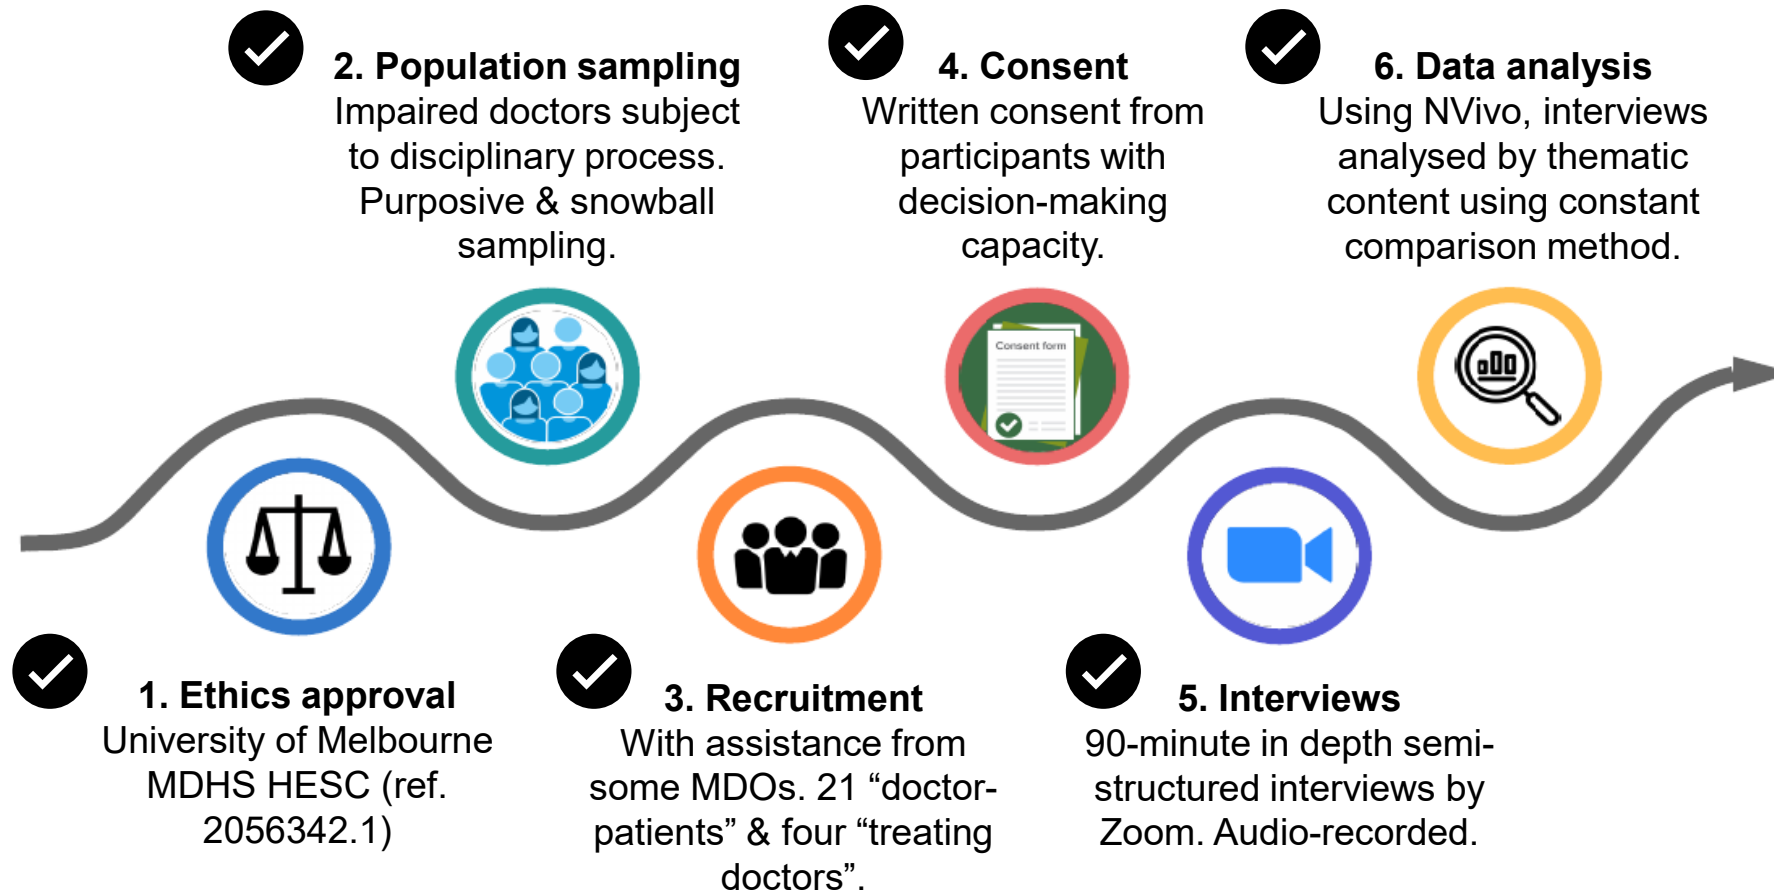 1. Ethics approval
University of Melbourne
MDHS HESC (ref.
2056342.1)
2. Population sampling
Impaired doctors subject
to disciplinary process.
Purposive & snowball
sampling.
3. Recruitment
With assistance from
some MDOs. 21 “doctor-
patients” & four “treating
doctors”.
4. Consent
Written consent from
participants with
decision-making
capacity.
Consent form
5. Interviews
90-minute in depth semi-
structured interviews by
Zoom. Audio-recorded.
6. Data analysis
Using NVivo, interviews
analysed by thematic
content using constant
comparison method.